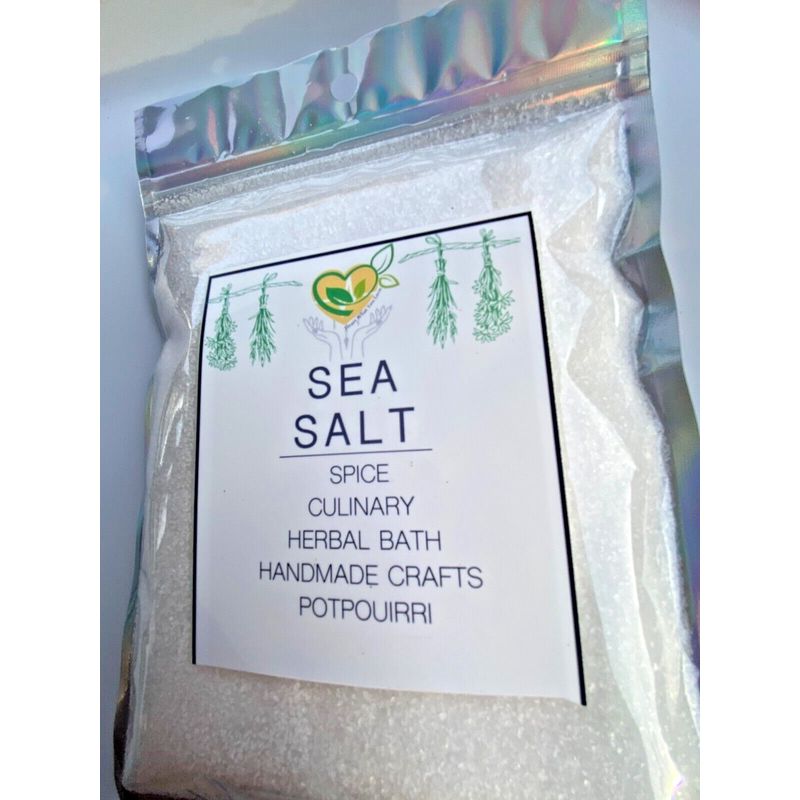 SEA
SALT
SPICE
CULINARY
HERBAL BATH
HANDMADE CRAFTS
POTPOUIRRI